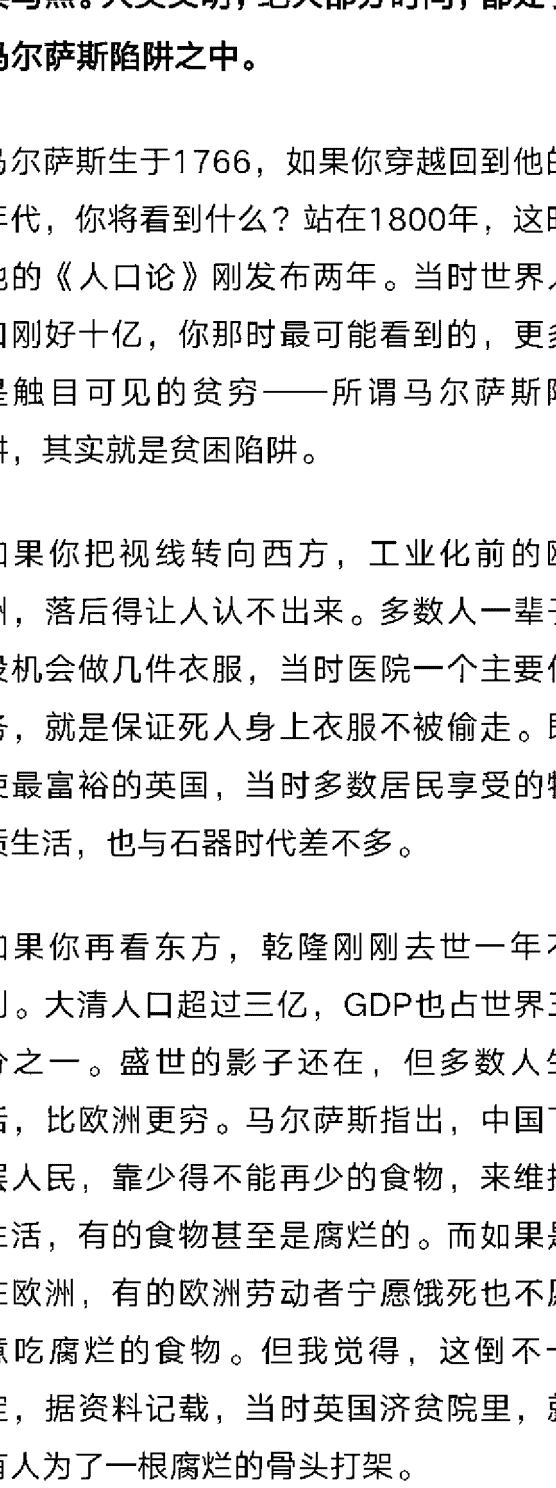 马尔萨斯陷阱之中。
马尔萨斯生于1766，如果你穿越回到他的
年代，你将看到什么？站在1800年，这时
他的《人口论》刚发布两年。当时世界人
口刚好十亿，你那时最可能看到的，更多
是触目可见的贫穷——所谓马尔萨斯陷
阱，其实就是贫困陷阱。
如果你把视线转向西方，工业化前的欧
洲，落后得让人认不出来。多数人一辈子
没机会做几件衣服，当时医院一个主要任
务，就是保证死人身上衣服不被偷走。即
使最富裕的英国，当时多数居民享受的物
质生活，也与石器时代差不多。
如果你再看东方，乾隆刚刚去世一年不
到。大清人口超过三亿，GDP也占世界三
分之一。盛世的影子还在，但多数人生
活，比欧洲更穷。马尔萨斯指出，中国下
层人民，靠少得不能再少的食物，来维持
生活，有的食物甚至是腐烂的。而如果是
在欧洲，有的欧洲劳动者宁愿饿死也不愿
意吃腐烂的食物。但我觉得，这倒不一
定，据资料记载，当时英国济贫院里，就
有人为了一根腐烂的骨头打架。